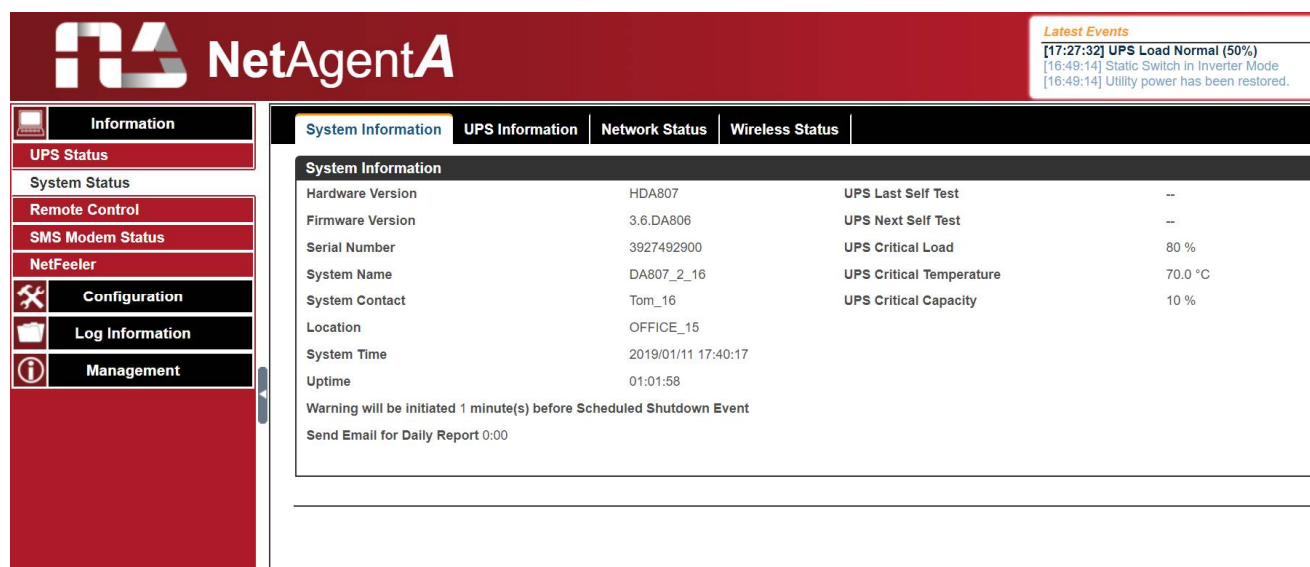 NetAgentA
Latest Events
[17:27:32] UPS Load Normal (50%)
[16:49:14] Static Switch in Inverter Mode
[16:49:14] Utility power has been restored.
Information
UPS Status
System Status
Remote Control
SMS Modem Status
NetFeeler
Configuration
Log Information
Management
System Information UPS Information Network Status Wireless Status
System Information
Hardware Version HDA807 UPS Last Self Test --
Firmware Version 3.6.DA806 UPS Next Self Test --
Serial Number 3927492900 UPS Critical Load 80 %
System Name DA807_2_16 UPS Critical Temperature 70.0 °C
System Contact Tom_16 UPS Critical Capacity 10 %
Location OFFICE_15
System Time 2019/01/11 17:40:17
Uptime 01:01:58
Warning will be initiated 1 minute(s) before Scheduled Shutdown Event
Send Email for Daily Report 0:00